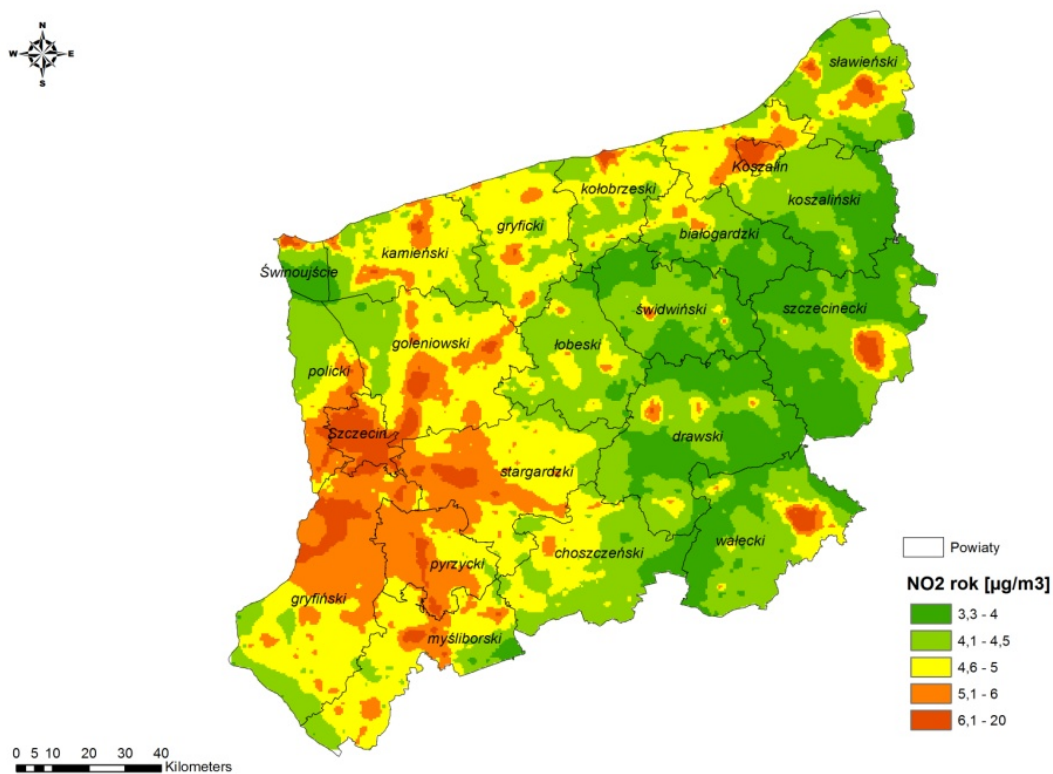 N
W E
S
sławieński
Koszalin
kołobrzeski
koszaliński
gryficki
białogardzki
kamieński
Świnoujście
świdwiński
szczecinecki
goleniowski
łobeski
policki
Szczecin
drawski
stargardzki
wałecki
choszczeński
pyrzycki
gryfiński
myśliborski
Powiaty
NO2 rok [µg/m3]
3,3 - 4
4,1 - 4,5
4,6 - 5
5,1 - 6
6,1 - 20
0 5 10 20 30 40
Kilometers